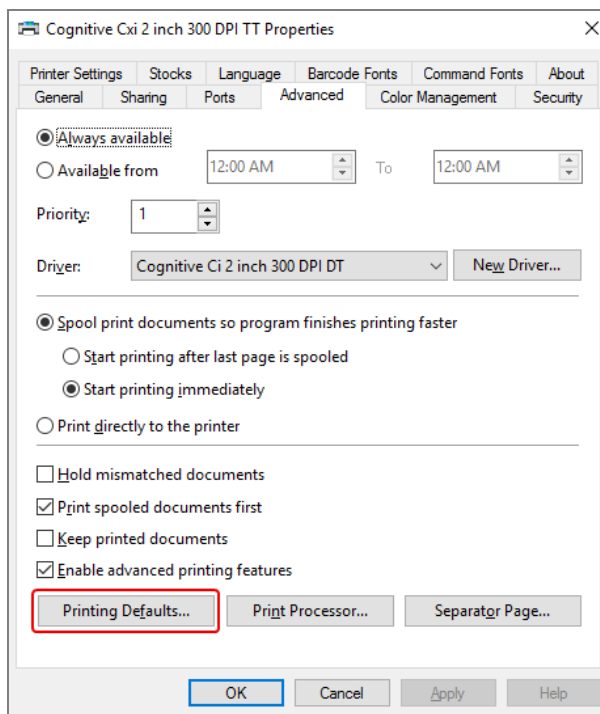 Cognitive Cxi 2 inch 300 DPI TT Properties
Printer Settings Stocks Language Barcode Fonts Command Fonts About
General Sharing Ports Advanced Color Management Security
Always available
Available from 12:00 AM To 12:00 AM
Priority: 1
Driver: Cognitive Ci 2 inch 300 DPI DT New Driver...
Spool print documents so program finishes printing faster
Start printing after last page is spooled
Start printing immediately
Print directly to the printer
Hold mismatched documents
Print spooled documents first
Keep printed documents
Enable advanced printing features
Printing Defaults... Print Processor... Separator Page...
OK Cancel Apply Help